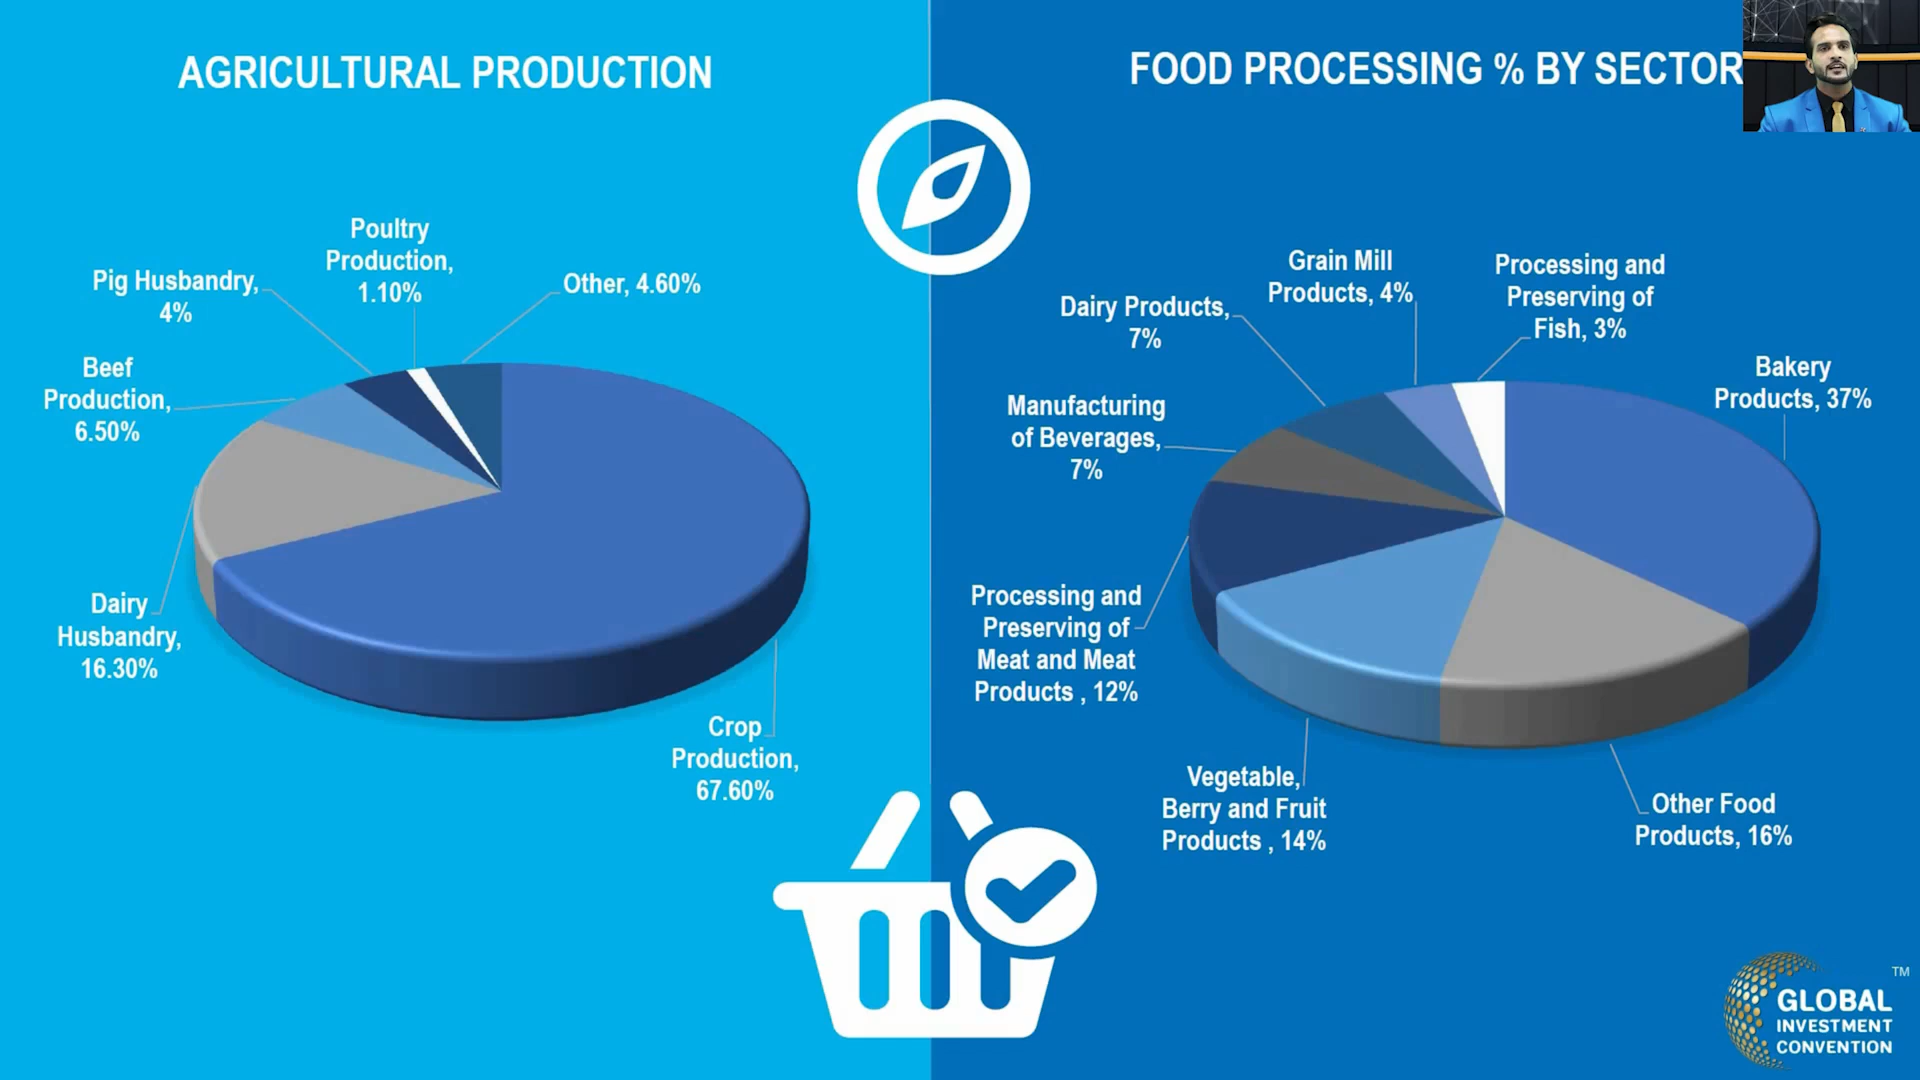 AGRICULTURAL PRODUCTION
Poultry
Production,
1.10%
Pig Husbandry,
4%
Other, 4.60%
Beef
Production,
6.50%
Dairy
Husbandry,
16.30%
Crop
Production,
67.60%
FOOD PROCESSING % BY SECTOR
Grain Mill
Products, 4%
Processing and
Preserving of
Fish, 3%
Dairy Products,
7%
Bakery
Products, 37%
Manufacturing
of Beverages,
7%
Processing and
Preserving of
Meat and Meat
Products , 12%
Vegetable,
Berry and Fruit
Products , 14%
Other Food
Products, 16%
TM
GLOBAL
INVESTMENT
CONVENTION